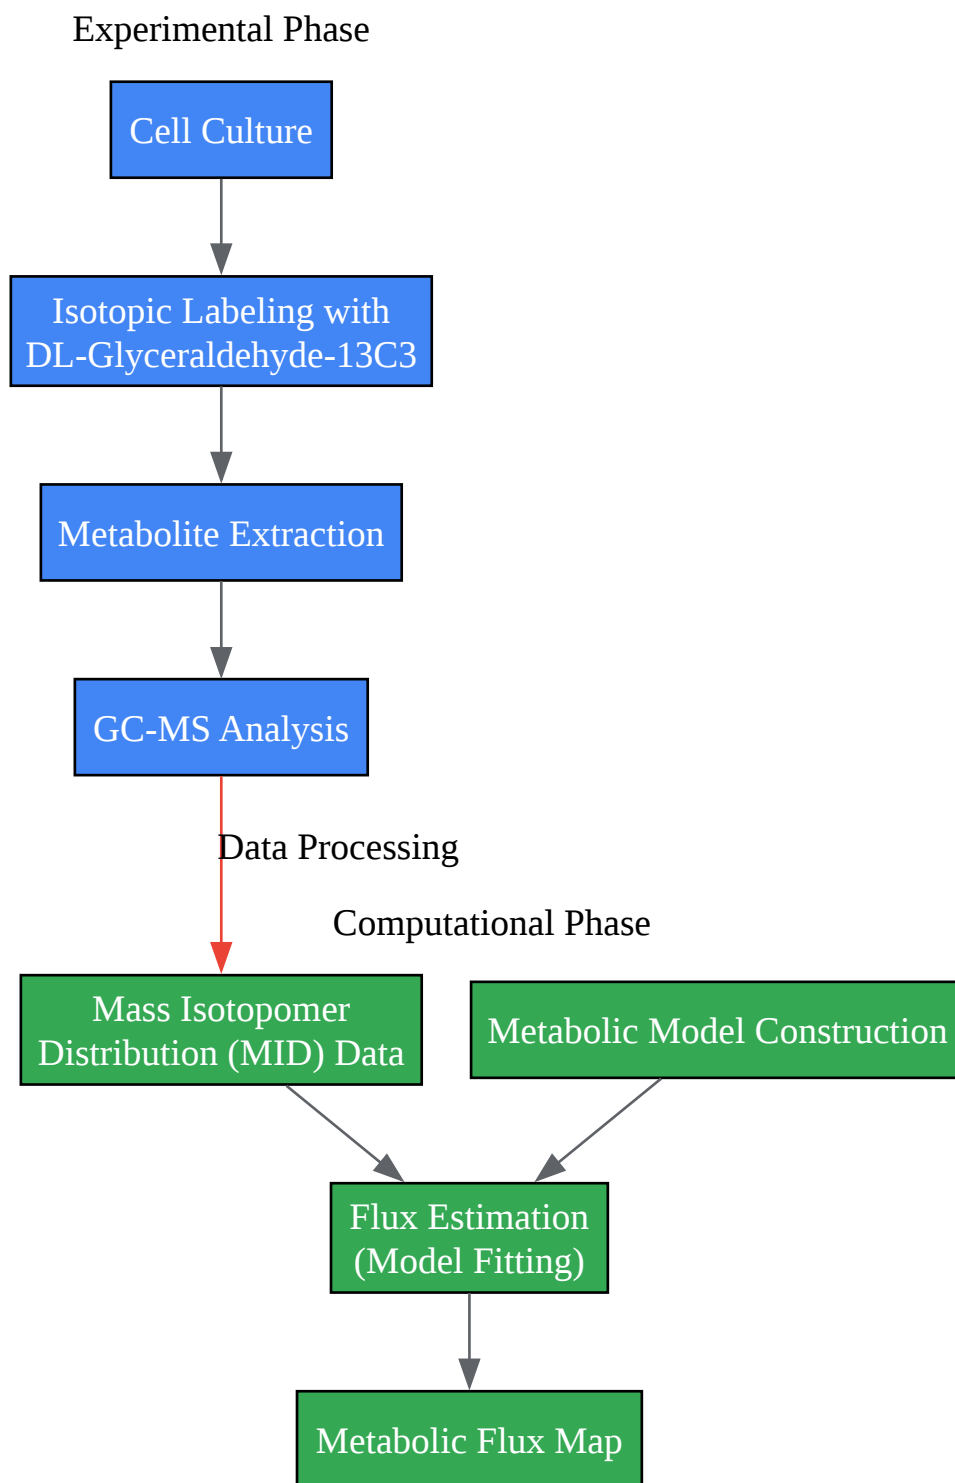 Experimental Phase
Cell Culture
Isotopic Labeling with
DL-Glyceraldehyde-13C3
Metabolite Extraction
GC-MS Analysis
Data Processing
Computational Phase
Mass Isotopomer
Distribution (MID) Data
Metabolic Model Construction
Flux Estimation
(Model Fitting)
Metabolic Flux Map